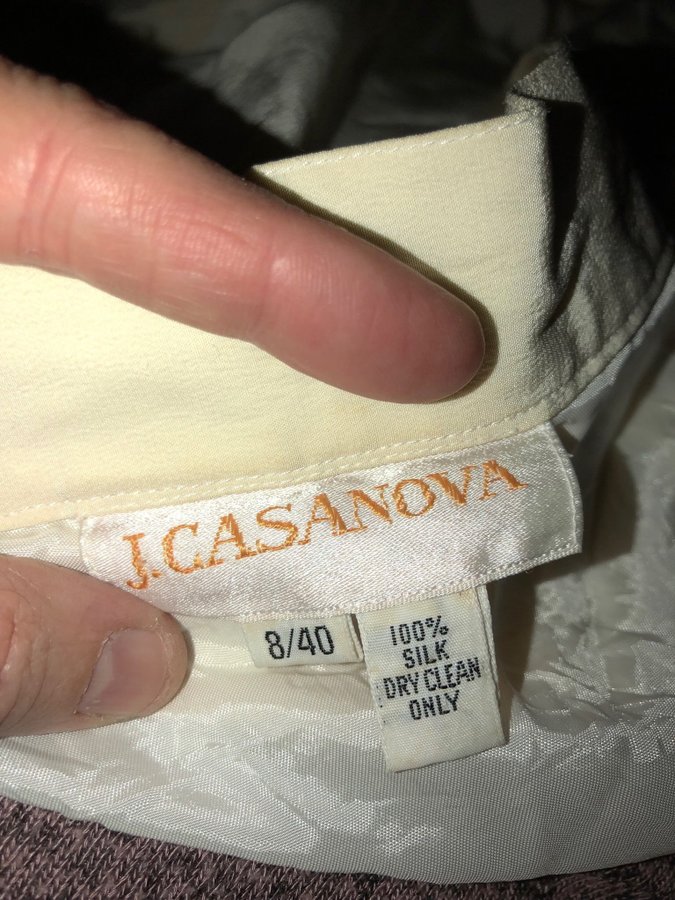 J.CASANOVA
8/40
100%
SILK
DRY CLEAN
ONLY